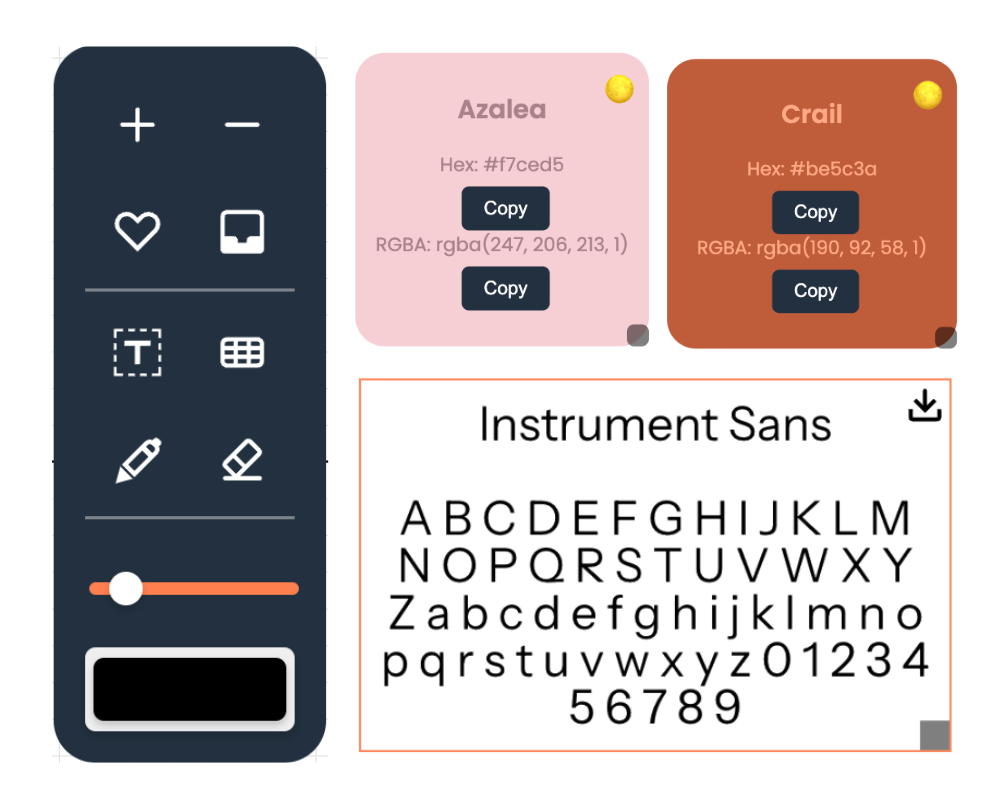 T
Azalea
Hex: #f7ced5
Copy
RGBA: rgba(247, 206, 213, 1)
Copy
Crail
Hex: #be5c3a
Copy
RGBA: rgba(190, 92, 58, 1)
Copy
Instrument Sans
A B C D E F G H I J K L M
N O P Q R S T U V W X Y
Z a b c d e f g h i j k l m n o
p q r s t u v w x y z 0 1 2 3 4
5 6 7 8 9